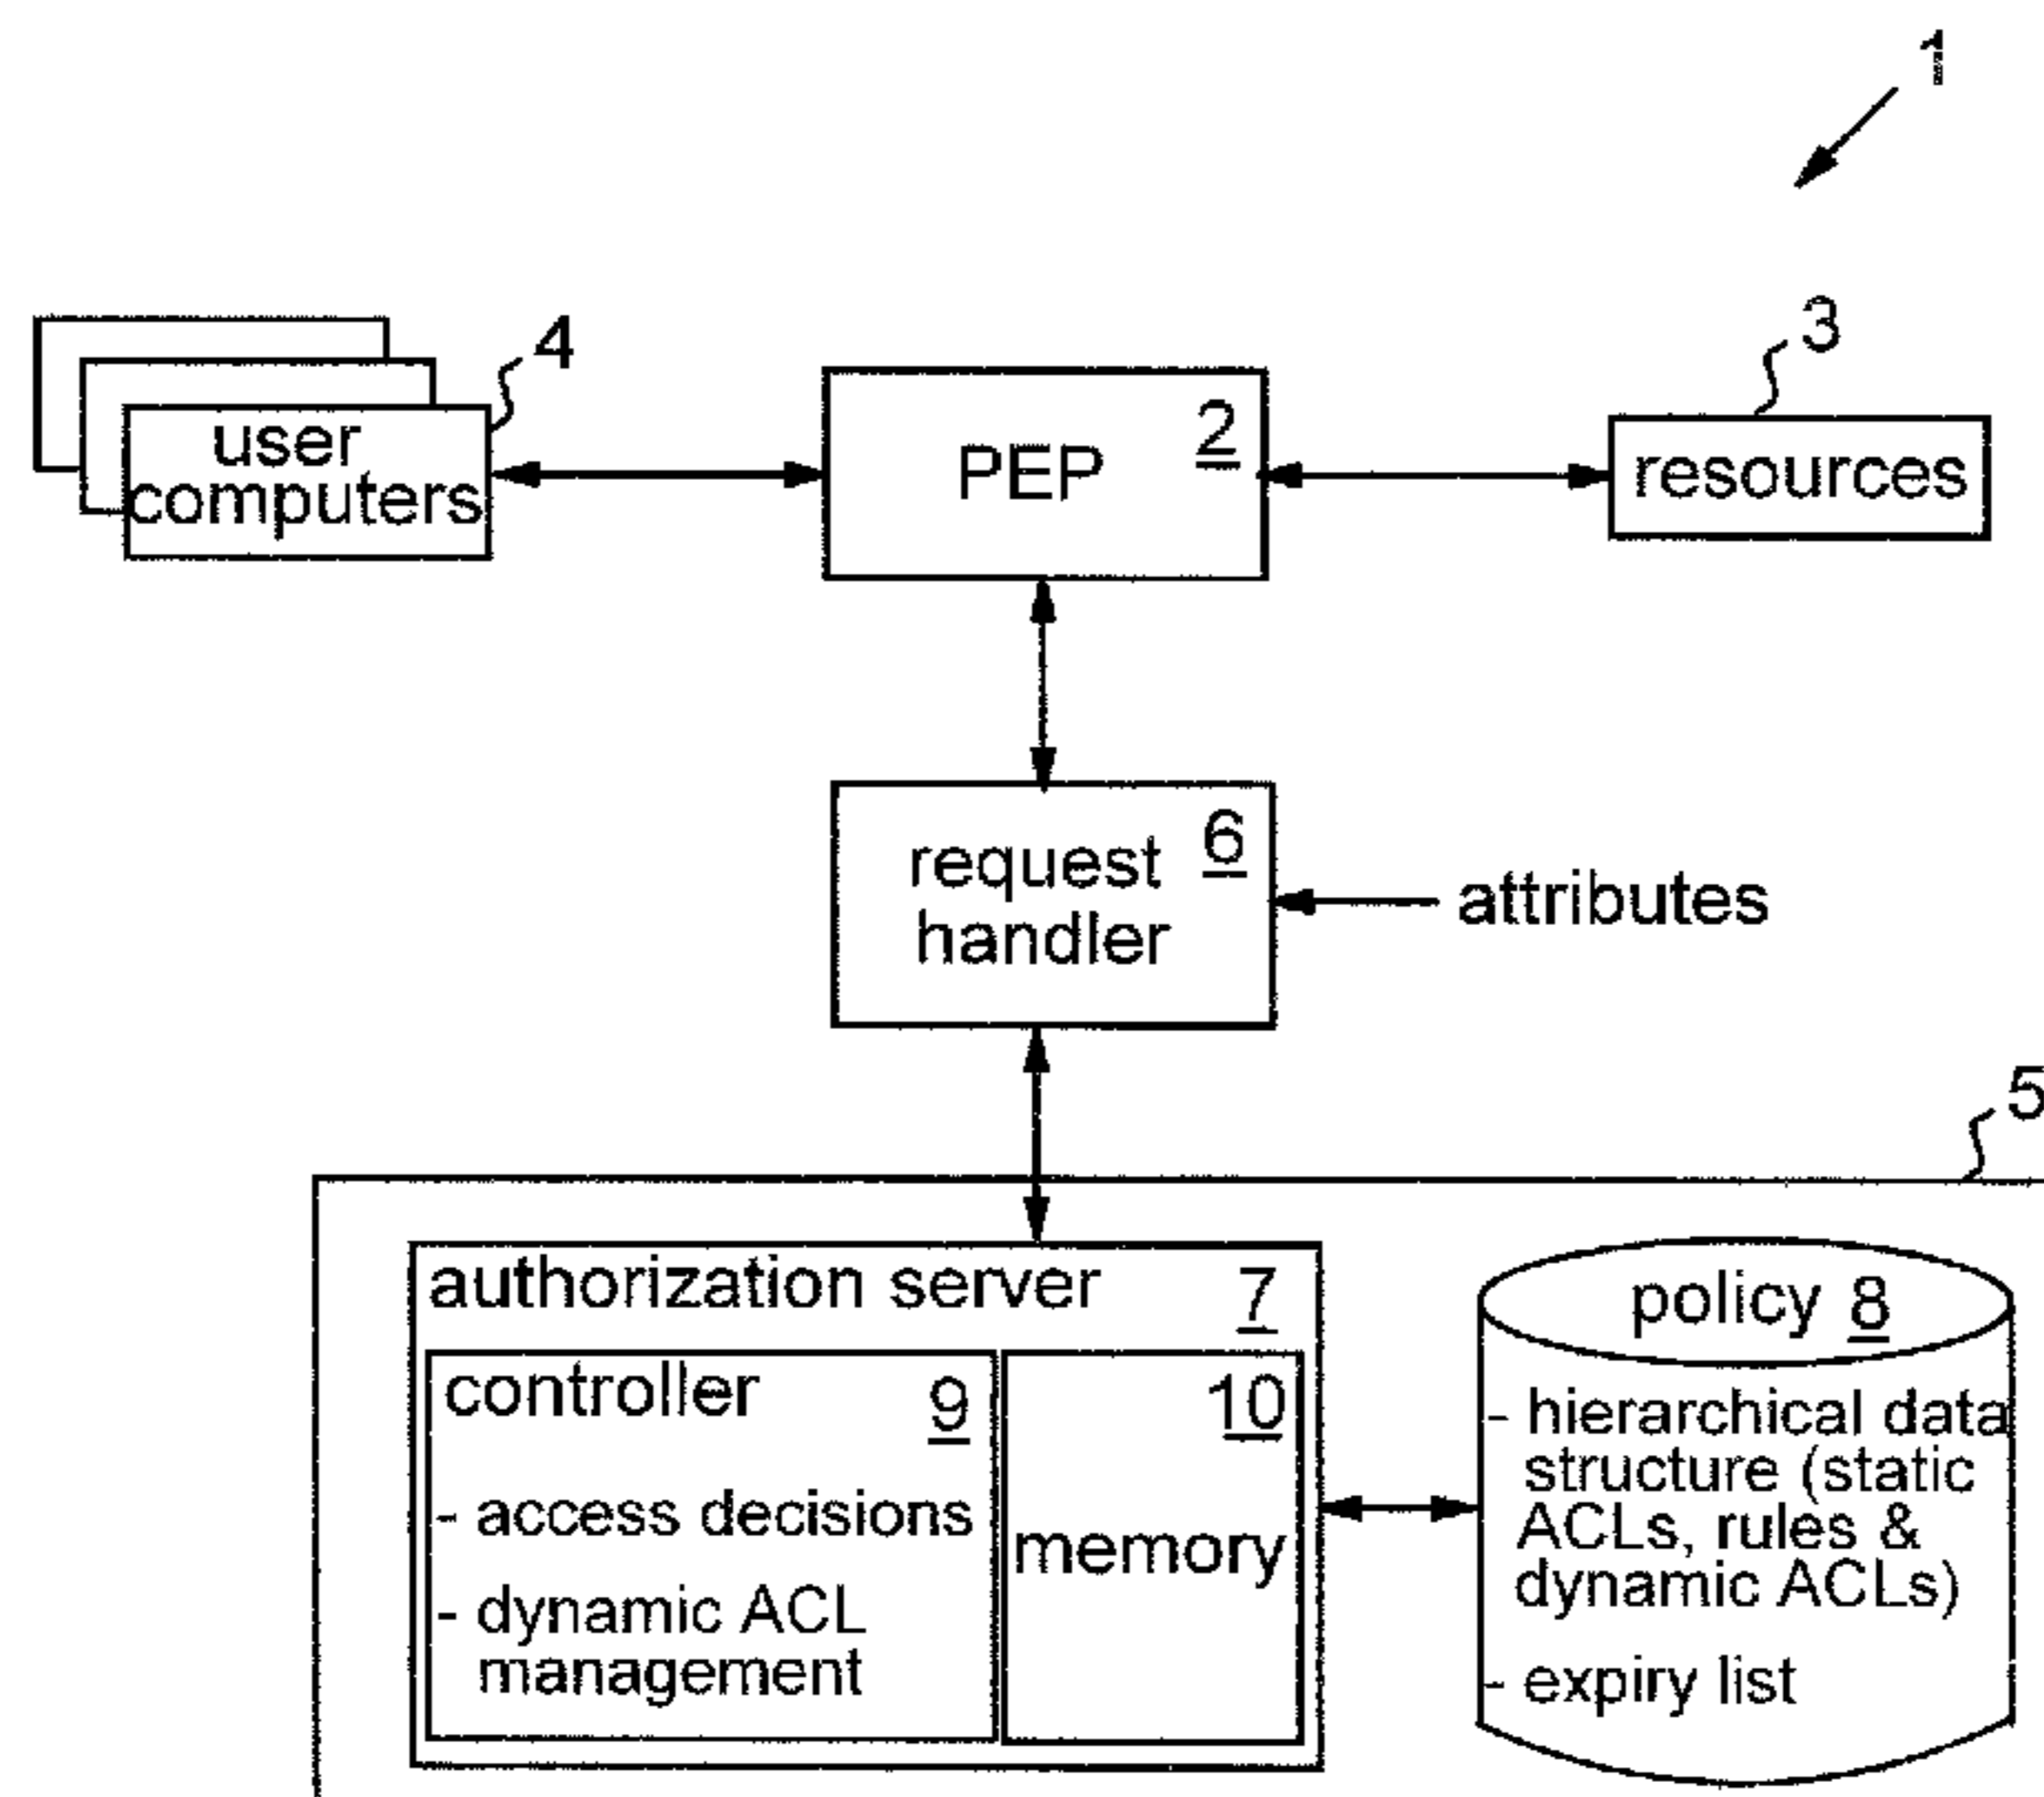 1
4
3
user
computers
PEP
2
resources
request
handler
6
attributes
5
authorization server
7
policy 8
controller
9
10
- access decisions
- dynamic ACL
management
memory
- hierarchical data
structure (static
ACLs, rules &
dynamic ACLs)
- expiry list